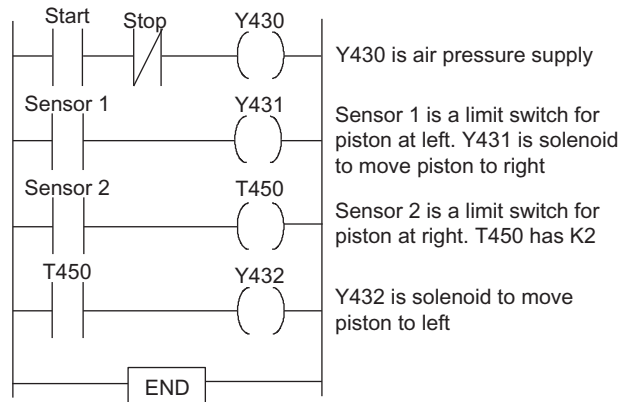 Start Stop Y430
Y430 is air pressure supply
Sensor 1 Y431
Sensor 1 is a limit switch for
piston at left. Y431 is solenoid
to move piston to right
Sensor 2 T450
Sensor 2 is a limit switch for
piston at right. T450 has K2
T450 Y432
Y432 is solenoid to move
piston to left
END